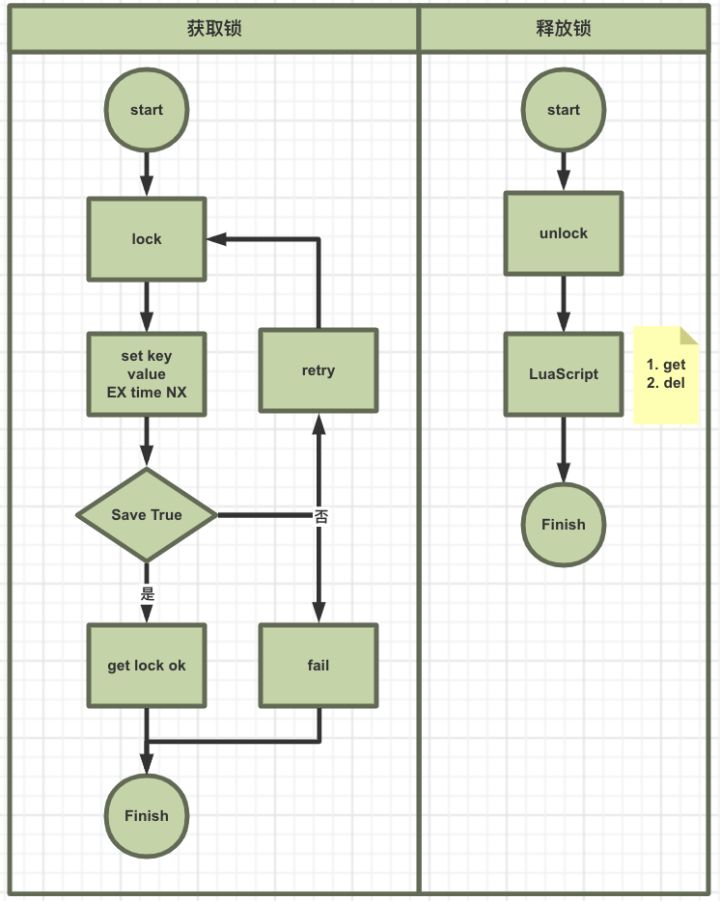 获取锁
释放锁
start
lock
set key
value
EX time NX
retry
Save True
否
是
get lock ok
fail
Finish
start
unlock
LuaScript
1. get
2. del
Finish